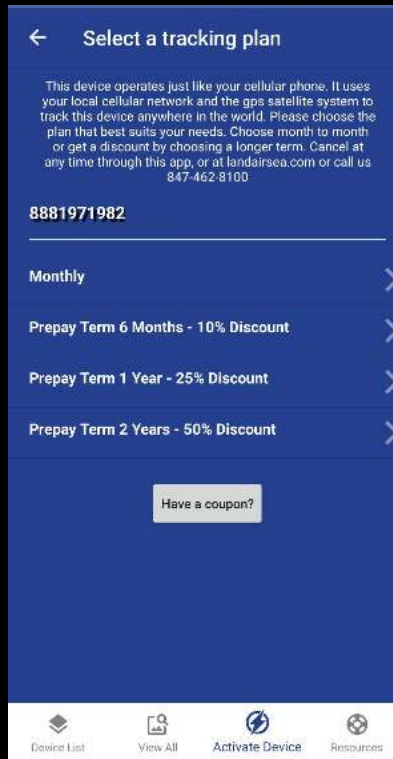 Select a tracking plan
This device operates just like your cellular phone. It uses
your local cellular network and the gps satellite system to
track this device anywhere in the world. Please choose the
plan that best suits your needs. Choose month to month
or get a discount by choosing a longer term. Cancel at
any time through this app, or at landairsea.com or call us
847-462-8100
8881971982
Monthly
Prepay Term 6 Months - 10% Discount
Prepay Term 1 Year - 25% Discount
Prepay Term 2 Years - 50% Discount
Have a coupon?
Device List View All Activate Device Resources